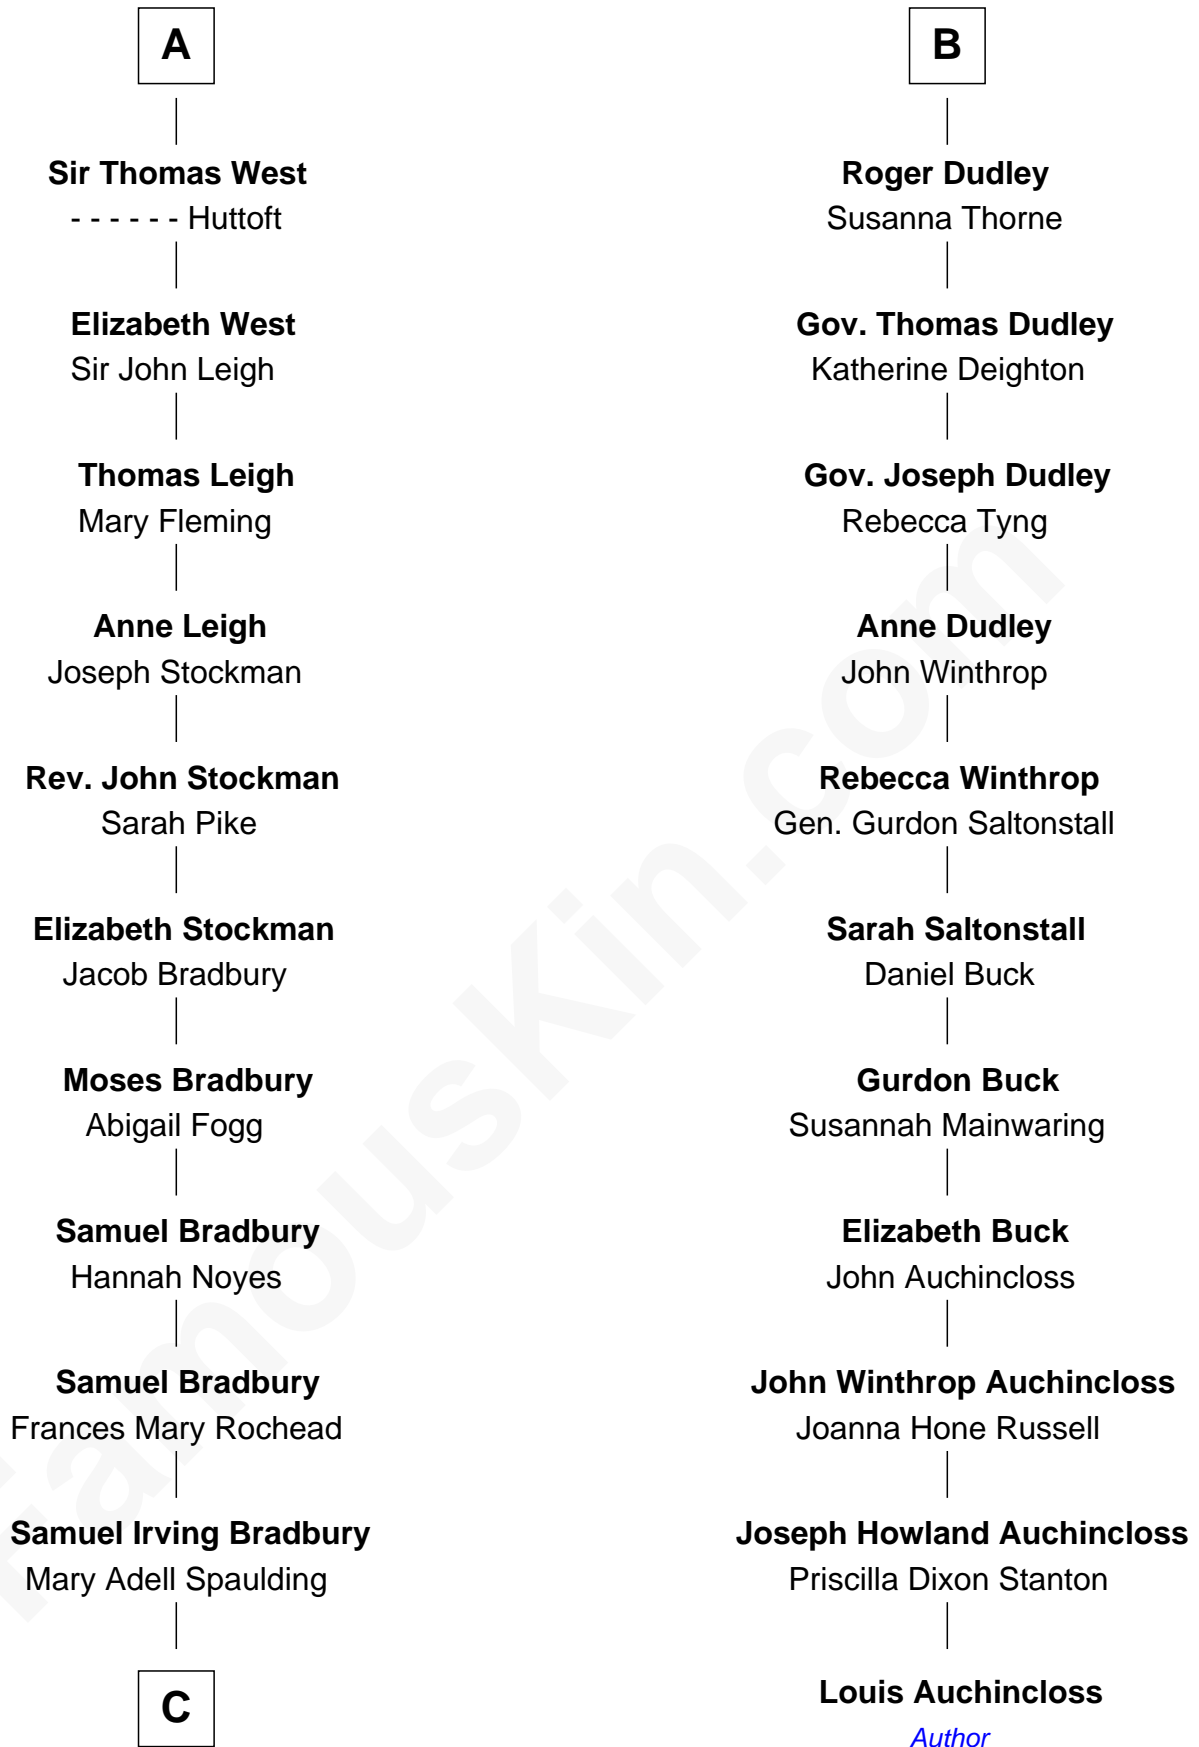 A
Sir Thomas West
- - - - - - Huttoft
Elizabeth West
Sir John Leigh
Thomas Leigh
Mary Fleming
Anne Leigh
Joseph Stockman
Rev. John Stockman
Sarah Pike
Elizabeth Stockman
Jacob Bradbury
Moses Bradbury
Abigail Fogg
Samuel Bradbury
Hannah Noyes
Samuel Bradbury
Frances Mary Rochead
Samuel Irving Bradbury
Mary Adell Spaulding
C
B
Roger Dudley
Susanna Thorne
Gov. Thomas Dudley
Katherine Deighton
Gov. Joseph Dudley
Rebecca Tyng
Anne Dudley
John Winthrop
Rebecca Winthrop
Gen. Gurdon Saltonstall
Sarah Saltonstall
Daniel Buck
Gurdon Buck
Susannah Mainwaring
Elizabeth Buck
John Auchincloss
John Winthrop Auchincloss
Joanna Hone Russell
Joseph Howland Auchincloss
Priscilla Dixon Stanton
Louis Auchincloss
Author
FamousKin.com